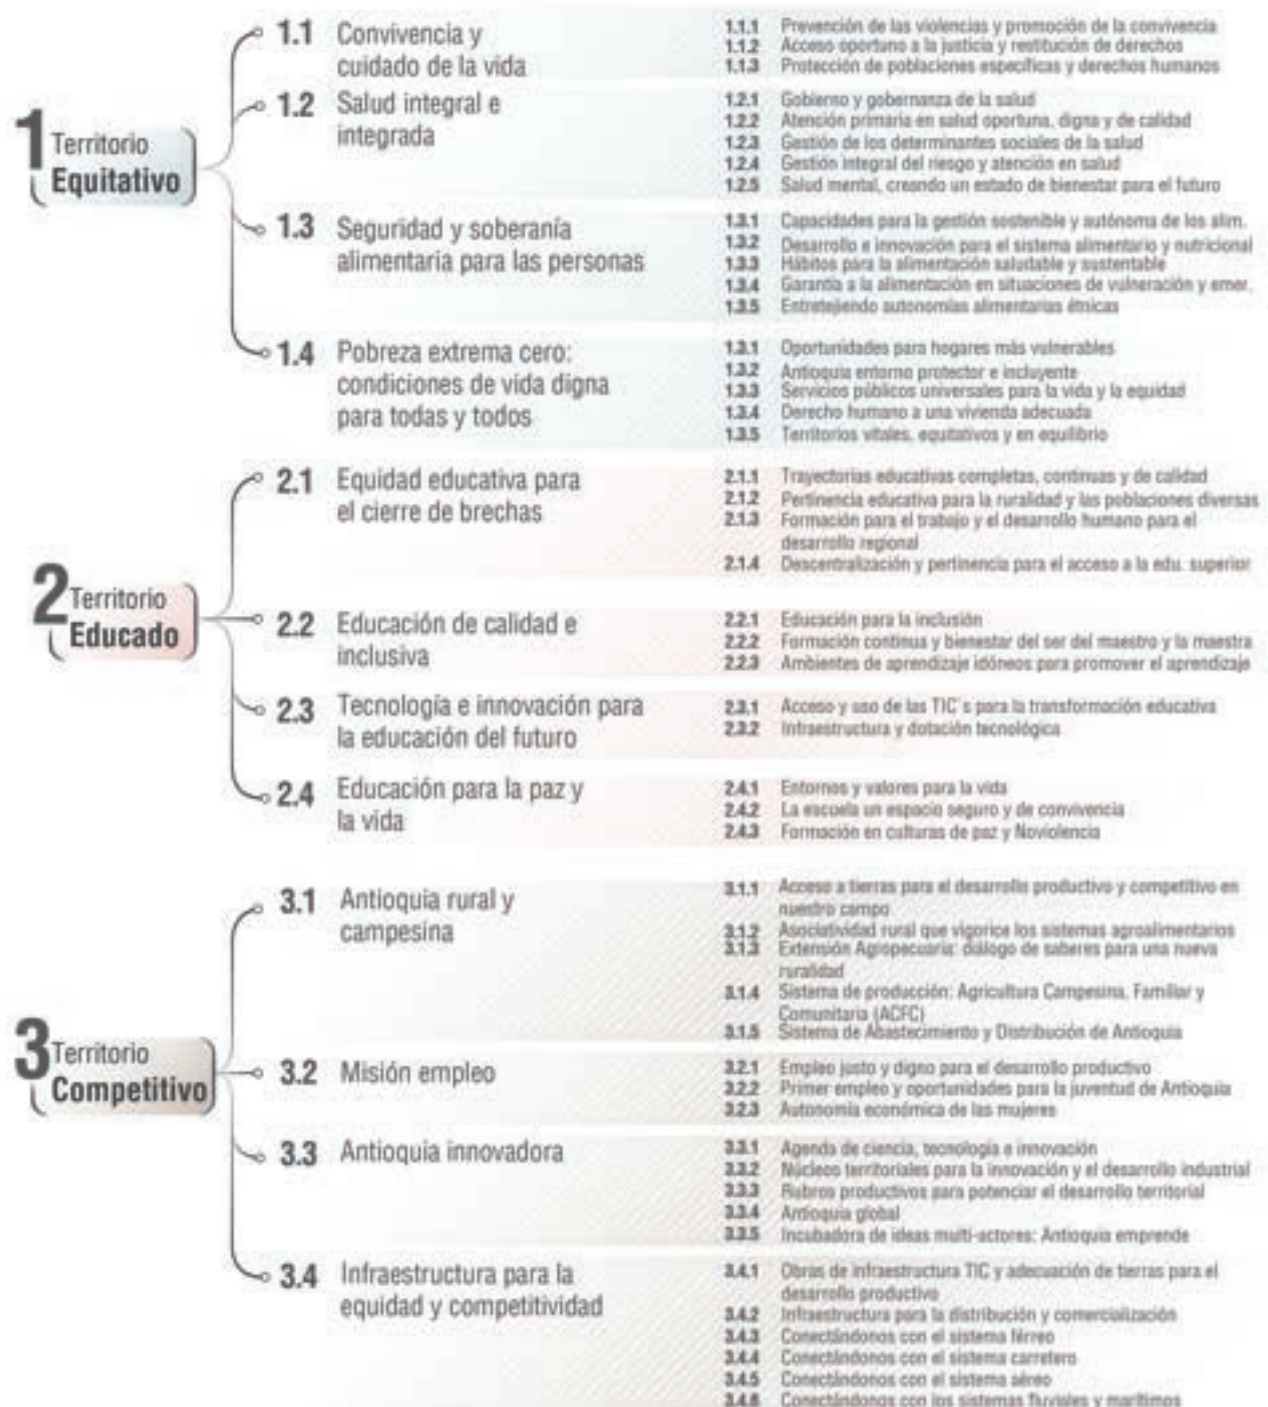 1 Territorio
Equitativo
1.1 Convivencia y
cuidado de la vida
1.1.1 Prevención de las violencias y promoción de la convivencia
1.1.2 Acceso oportuno a la justicia y restitución de derechos
1.1.3 Protección de poblaciones específicas y derechos humanos
1.2 Salud integral e
integrada
1.2.1 Gobierno y gobernanza de la salud
1.2.2 Atención primaria en salud oportuna, digna y de calidad
1.2.3 Gestión de los determinantes sociales de la salud
1.2.4 Gestión integral del riesgo y atención en salud
1.2.5 Salud mental, creando un estado de bienestar para el futuro
1.3 Seguridad y soberanía
alimentaria para las personas
1.3.1 Capacidades para la gestión sostenible y autónoma de los alim.
1.3.2 Desarrollo e innovación para el sistema alimentario y nutricional
1.3.3 Hábitos para la alimentación saludable y sustentable
1.3.4 Garantía a la alimentación en situaciones de vulneración y emer.
1.3.5 Entretejiendo autonomías alimentarias étnicas
1.4 Pobreza extrema cero:
condiciones de vida digna
para todas y todos
1.3.1 Oportunidades para hogares más vulnerables
1.3.2 Antioquia entorno protector e incluyente
1.3.3 Servicios públicos universales para la vida y la equidad
1.3.4 Derecho humano a una vivienda adecuada
1.3.5 Territorios vitales, equitativos y en equilibrio
2 Territorio
Educado
2.1 Equidad educativa para
el cierre de brechas
2.1.1 Trayectorias educativas completas, continuas y de calidad
2.1.2 Pertinencia educativa para la ruralidad y las poblaciones diversas
2.1.3 Formación para el trabajo y el desarrollo humano para el
desarrollo regional
2.1.4 Descentralización y pertinencia para el acceso a la edu. superior
2.2 Educación de calidad e
inclusiva
2.2.1 Educación para la inclusión
2.2.2 Formación continua y bienestar del ser del maestro y la maestra
2.2.3 Ambientes de aprendizaje idóneos para promover el aprendizaje
2.3 Tecnología e innovación para
la educación del futuro
2.3.1 Acceso y uso de las TIC´s para la transformación educativa
2.3.2 Infraestructura y dotación tecnológica
2.4 Educación para la paz y
la vida
2.4.1 Entornos y valores para la vida
2.4.2 La escuela un espacio seguro y de convivencia
2.4.3 Formación en culturas de paz y Noviolencia
3 Territorio
Competitivo
3.1 Antioquia rural y
campesina
3.1.1 Acceso a tierras para el desarrollo productivo y competitivo en
nuestro campo
3.1.2 Asociatividad rural que vigorice los sistemas agroalimentarios
3.1.3 Extensión Agropecuaria: diálogo de saberes para una nueva
ruralidad
3.1.4 Sistema de producción: Agricultura Campesina, Familiar y
Comunitaria (ACFC)
3.1.5 Sistema de Abastecimiento y Distribución de Antioquia
3.2 Misión empleo
3.2.1 Empleo justo y digno para el desarrollo productivo
3.2.2 Primer empleo y oportunidades para la juventud de Antioquia
3.2.3 Autonomía económica de las mujeres
3.3 Antioquia innovadora
3.3.1 Agenda de ciencia, tecnología e innovación
3.3.2 Núcleos territoriales para la innovación y el desarrollo industrial
3.3.3 Rubros productivos para potenciar el desarrollo territorial
3.3.4 Antioquia global
3.3.5 Incubadora de ideas multi-actores: Antioquia emprende
3.4 Infraestructura para la
equidad y competitividad
3.4.1 Obras de infraestructura TIC y adecuación de tierras para el
desarrollo productivo
3.4.2 Infraestructura para la distribución y comercialización
3.4.3 Conectándonos con el sistema férreo
3.4.4 Conectándonos con el sistema carretero
3.4.5 Conectándonos con el sistema aéreo
3.4.6 Conectándonos con los sistemas fluviales y marítimos